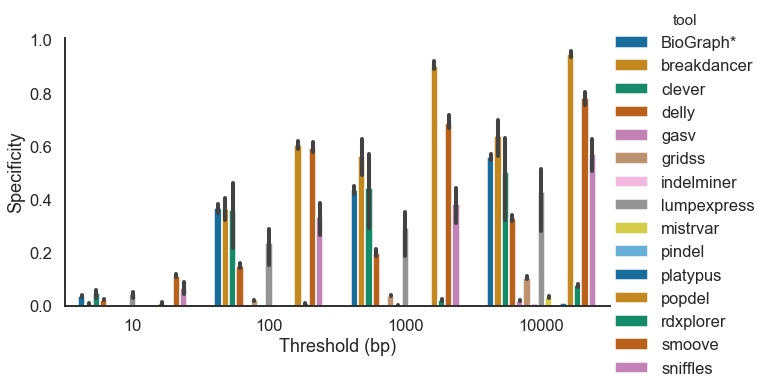 tool
BioGraph*
breakdancer
clever
delly
gasv
gridss
indelminer
lumpexpress
mistrvar
pindel
platypus
popdel
rdxplorer
smoove
sniffles
Specificity
1.0
0.8
0.6
0.4
0.2
0.0
10
100
1000
10000
Threshold (bp)